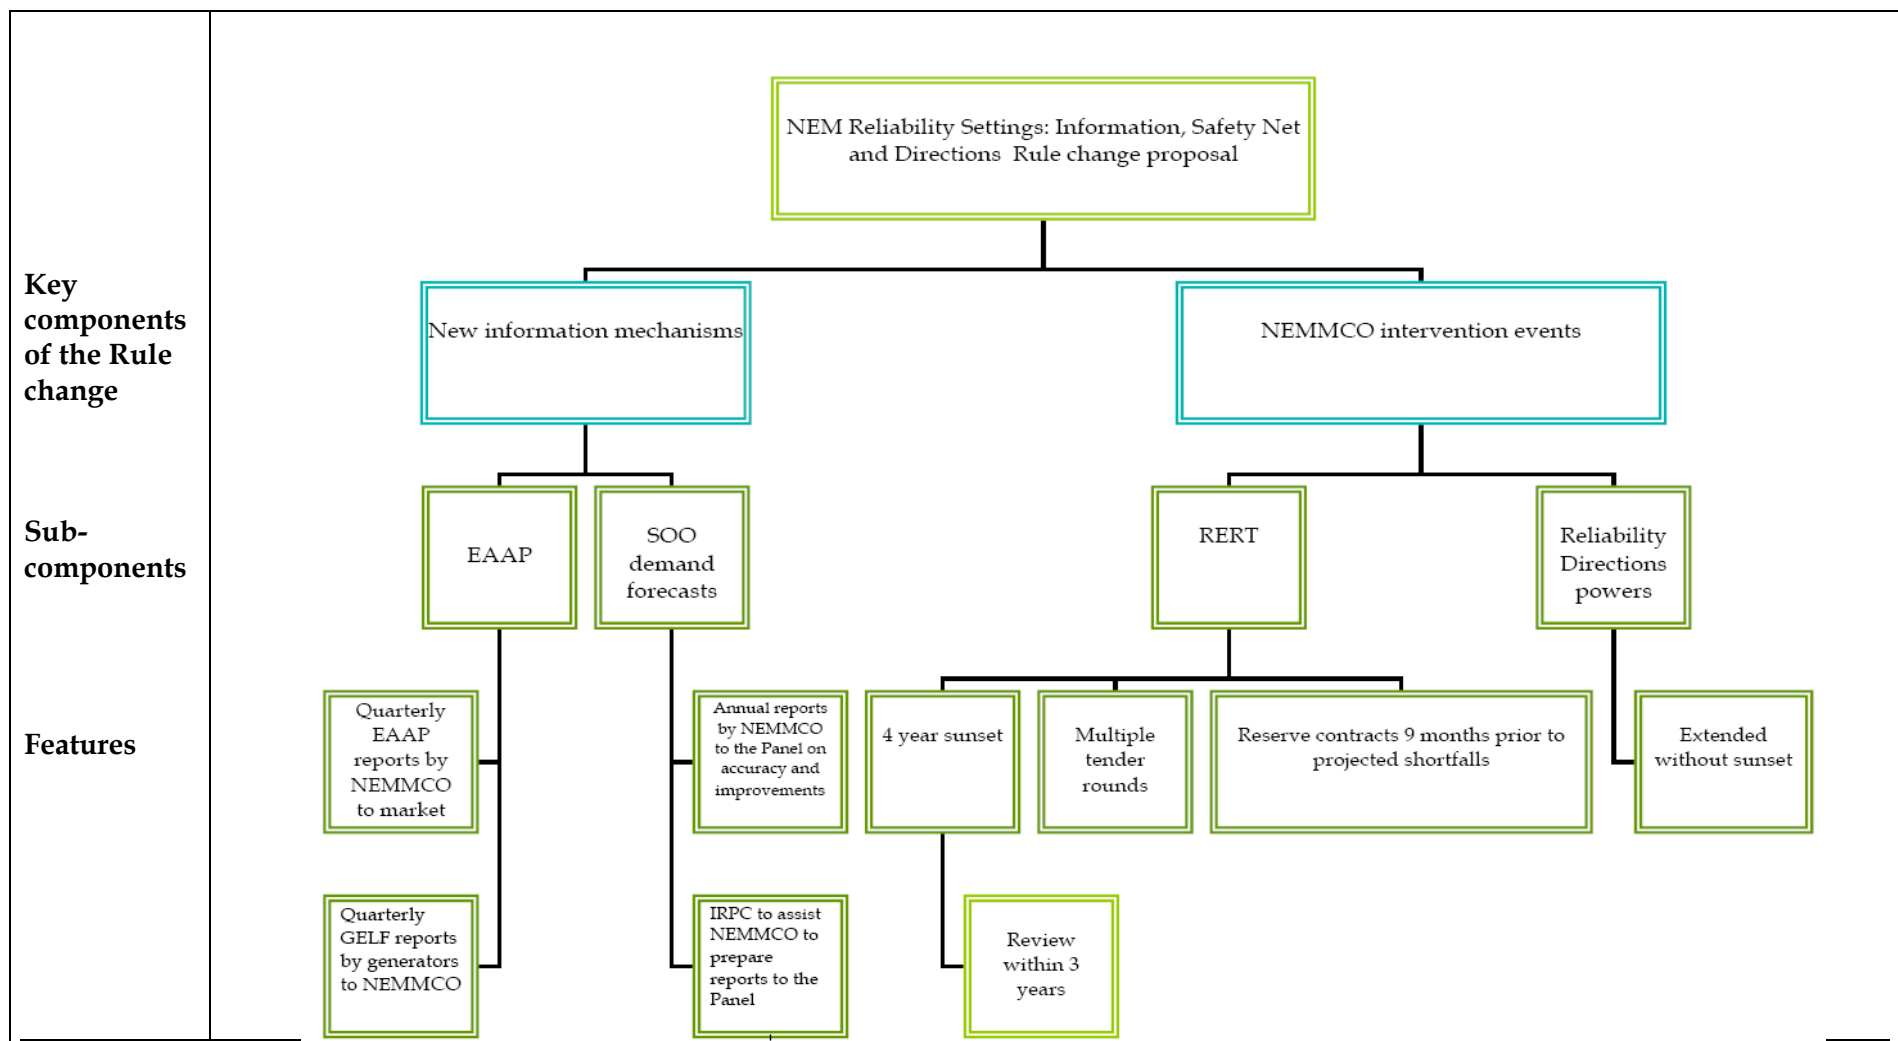 NEM Reliability Settings: Information, Safety Net
and Directions Rule change proposal
Key
components
of the Rule
change
New information mechanisms
NEMMCO intervention events
Sub-
components
EAAP
SOO
demand
forecasts
RERT
Reliability
Directions
powers
Features
Quarterly
EAAP
reports by
NEMMCO
to market
Annual reports
by NEMMCO
to the Panel on
accuracy and
improvements
4 year sunset
Multiple
tender
rounds
Reserve contracts 9 months prior to
projected shortfalls
Extended
without sunset
Quarterly
GELF reports
by generators
to NEMMCO
IRPC to assist
NEMMCO to
prepare
reports to the
Panel
Review
within 3
years